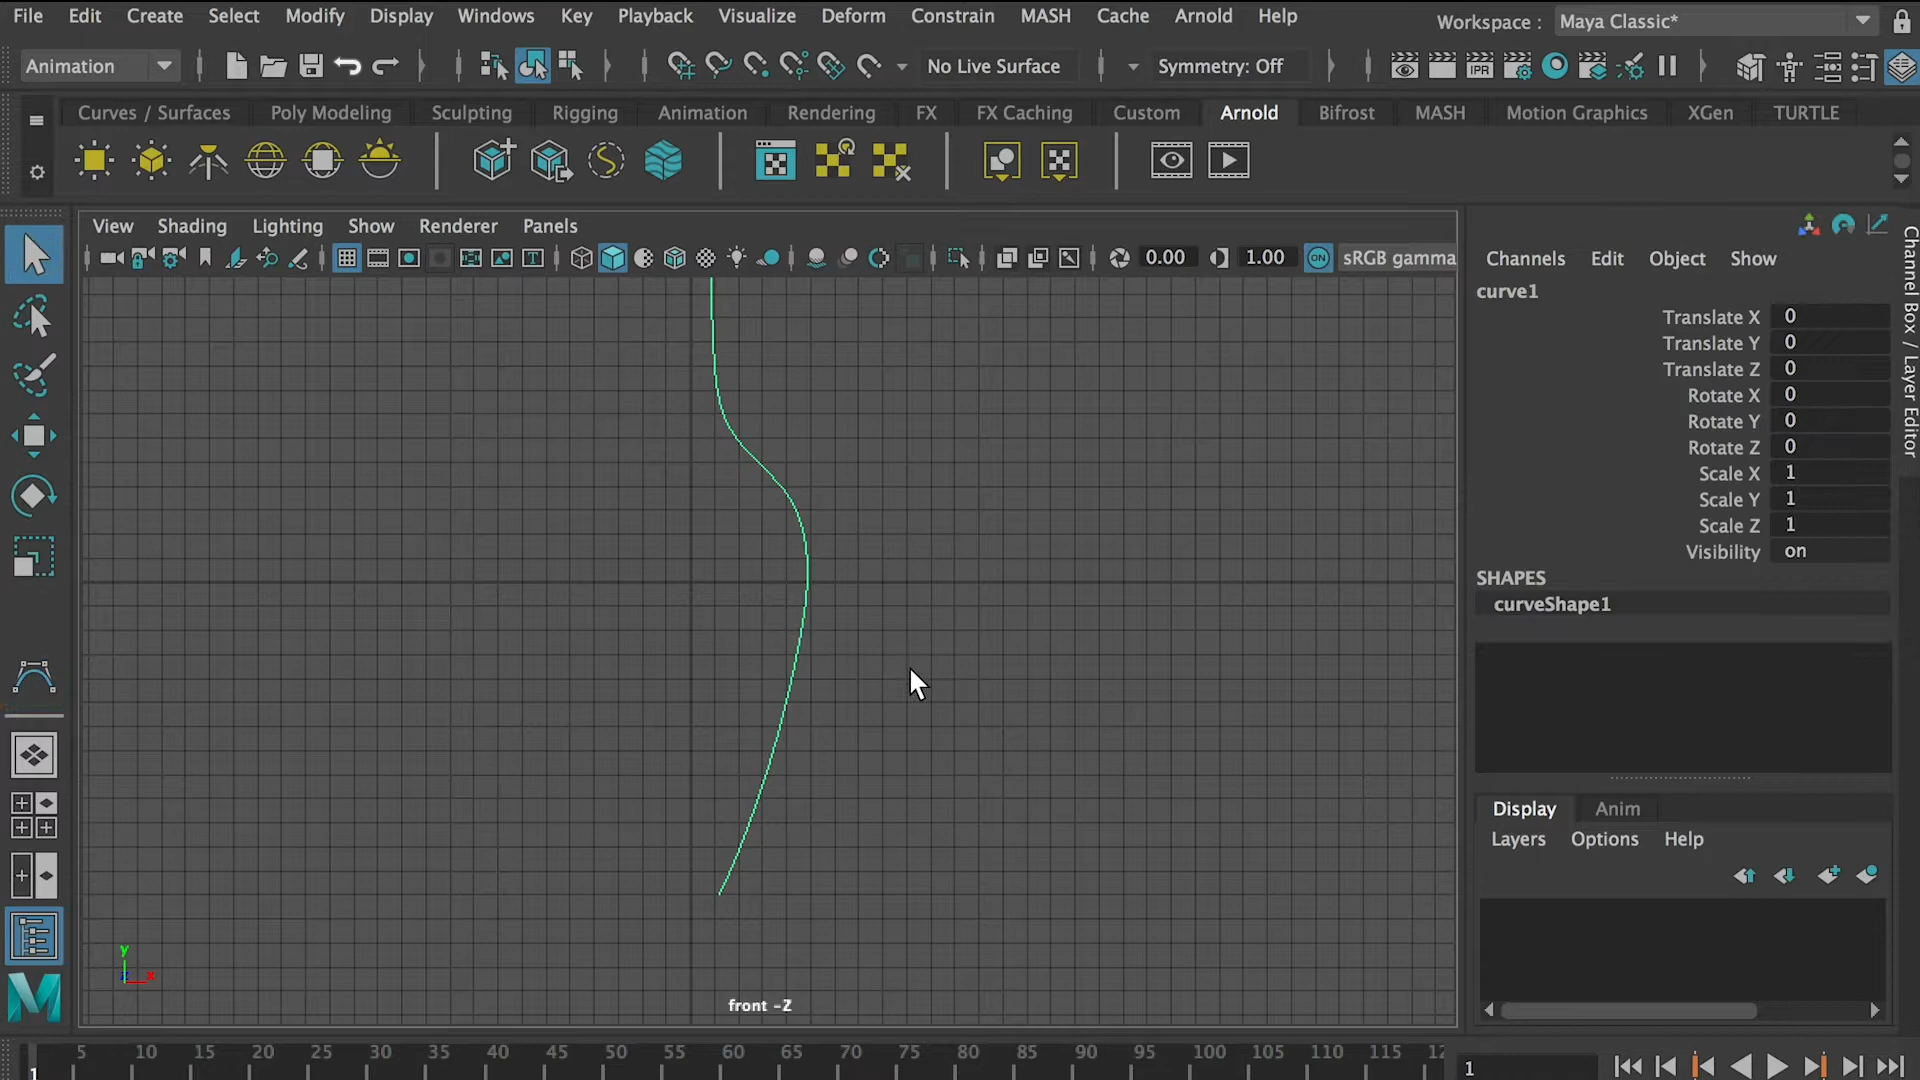 File Edit Create Select Modify Display Windows Key Playback Visualize Deform Constrain MASH Cache Arnold Help Workspace : Maya Classic*
Animation No Live Surface Symmetry: Off IPR
Curves / Surfaces Poly Modeling Sculpting Rigging Animation Rendering FX FX Caching Custom Arnold Bifrost MASH Motion Graphics XGen TURTLE
View Shading Lighting Show Renderer Panels
0.00 1.00 ON sRGB gamma
Channels Edit Object Show
curve1
Translate X 0
Translate Y 0
Translate Z 0
Rotate X 0
Rotate Y 0
Rotate Z 0
Scale X 1
Scale Y 1
Scale Z 1
Visibility on
SHAPES
curveShape1
Channel Box / Layer Editor
Display Anim
Layers Options Help
y
z x
front -Z
5 10 15 20 25 30 35 40 45 50 55 60 65 70 75 80 85 90 95 100 105 110 115 12
1
1